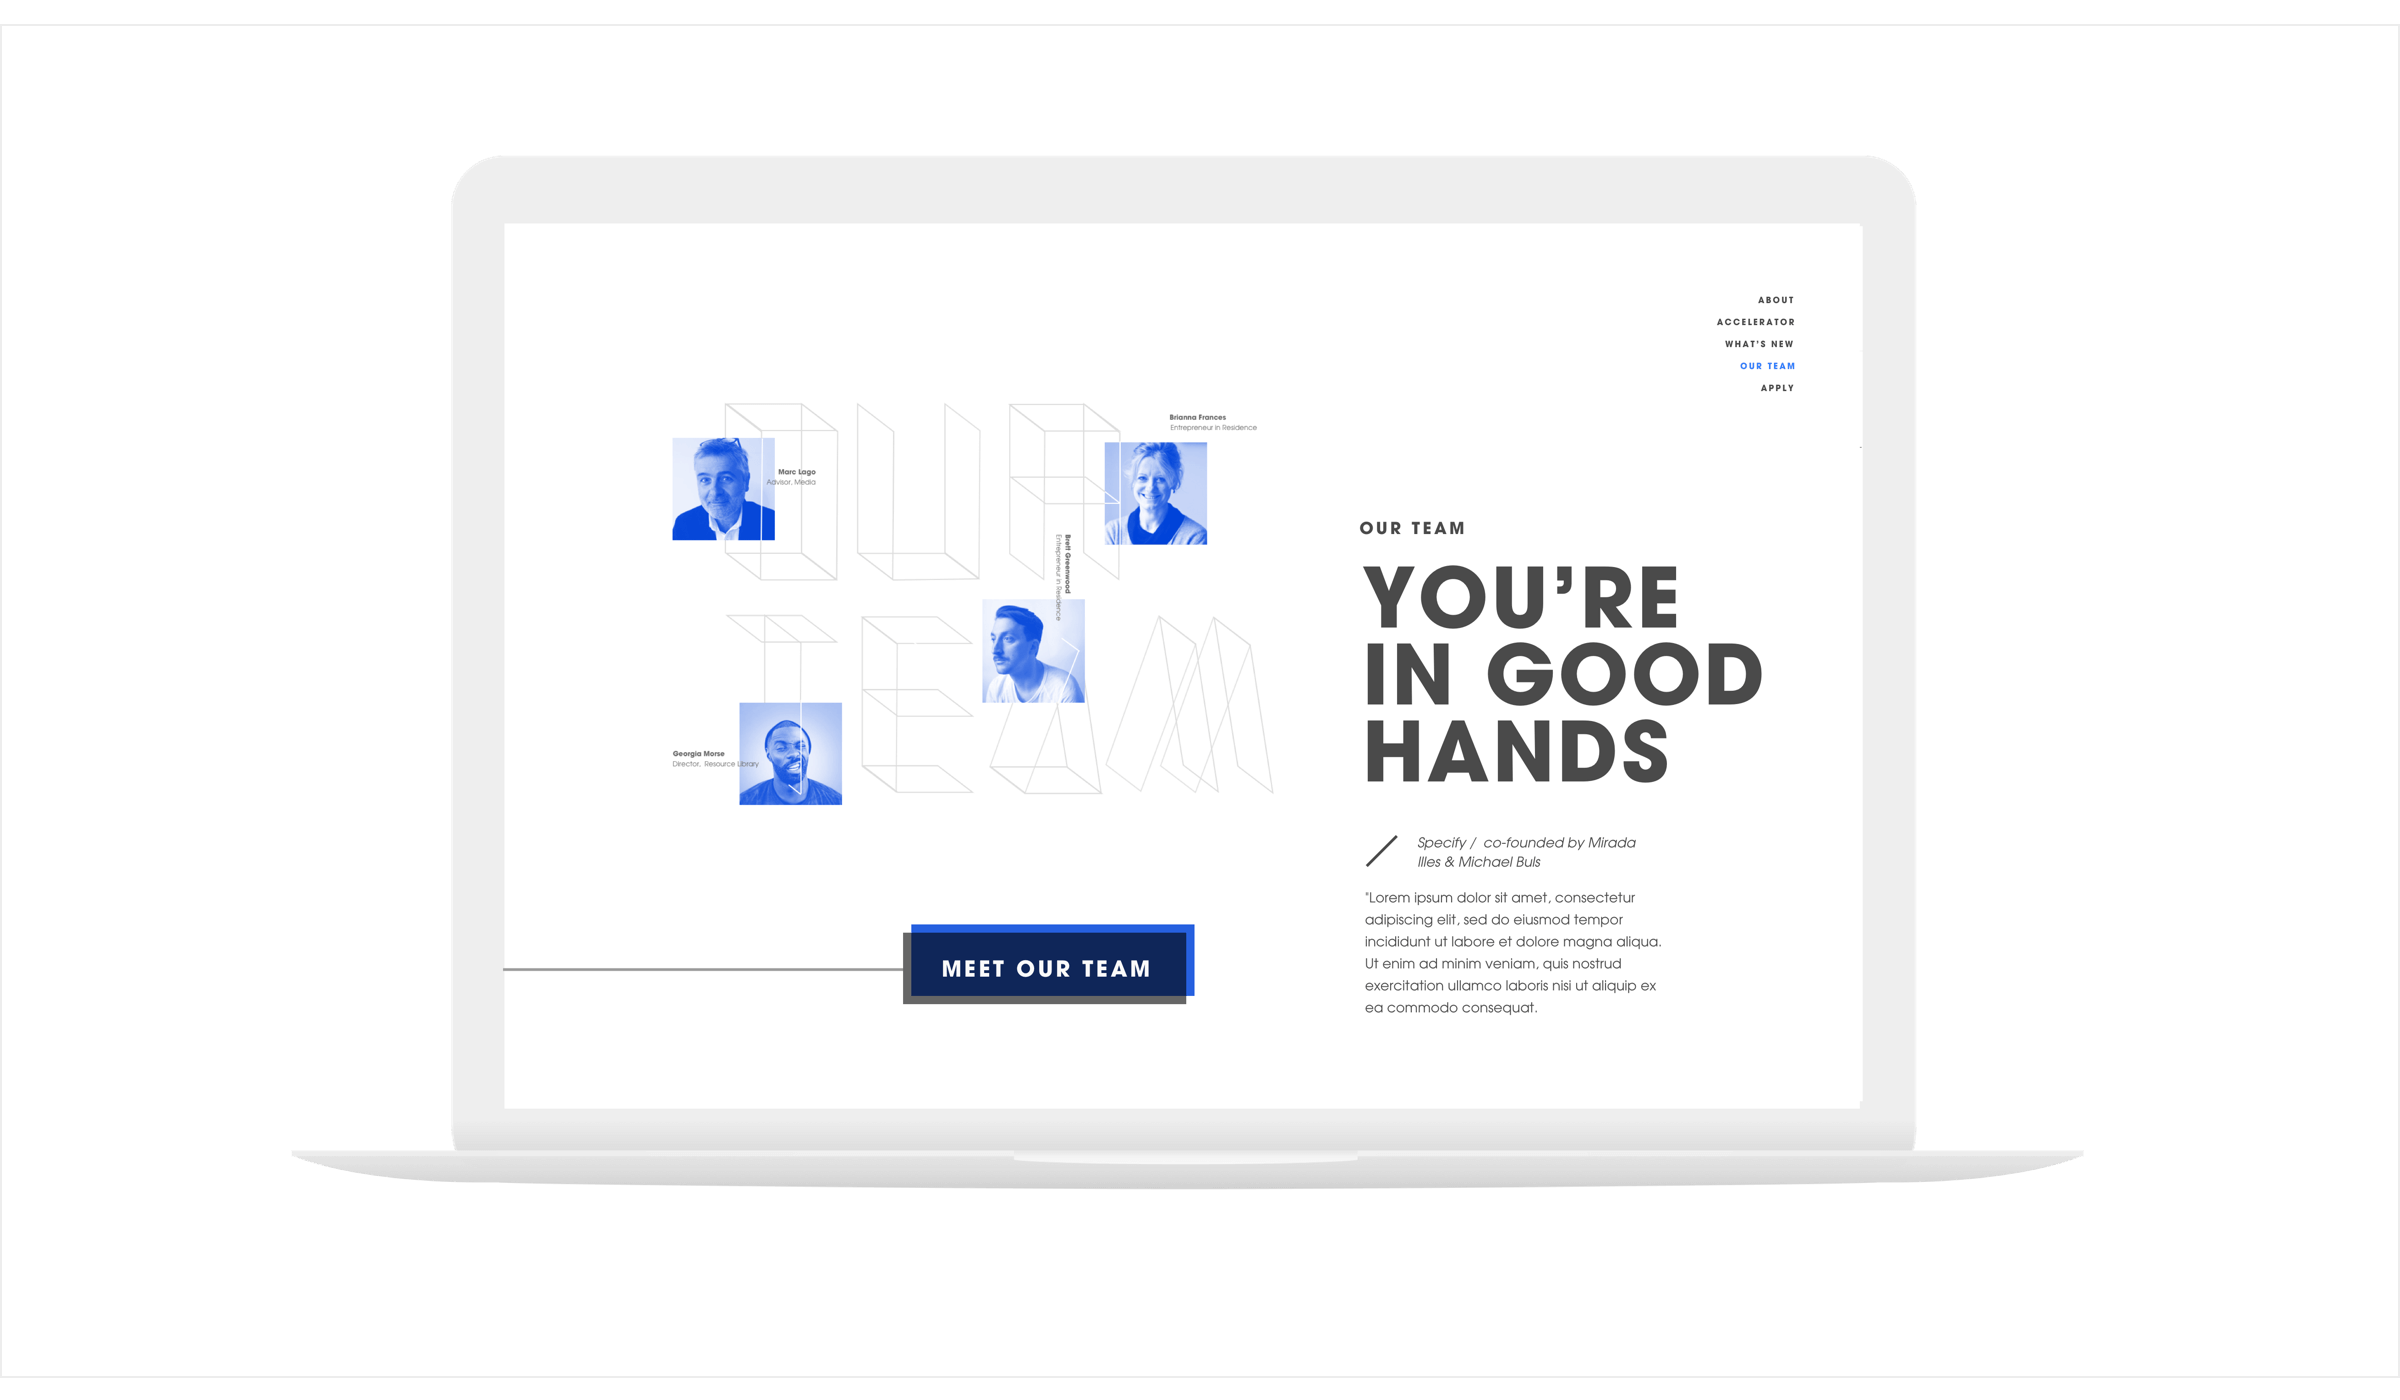 ABOUT
ACCELERATOR
WHAT'S NEW
OUR TEAM
APPLY
OUR
TEAM
Marc Lago
Advisor, Media
Brianna Frances
Entrepreneur in Residence
Brett Greenwood
Entrepreneur in Residence
Georgia Morse
Director, Resource Library
MEET OUR TEAM
OUR TEAM
YOU’RE
IN GOOD
HANDS
Specify / co-founded by Mirada
Illes & Michael Buls
"Lorem ipsum dolor sit amet, consectetur
adipiscing elit, sed do eiusmod tempor
incididunt ut labore et dolore magna aliqua.
Ut enim ad minim veniam, quis nostrud
exercitation ullamco laboris nisi ut aliquip ex
ea commodo consequat.